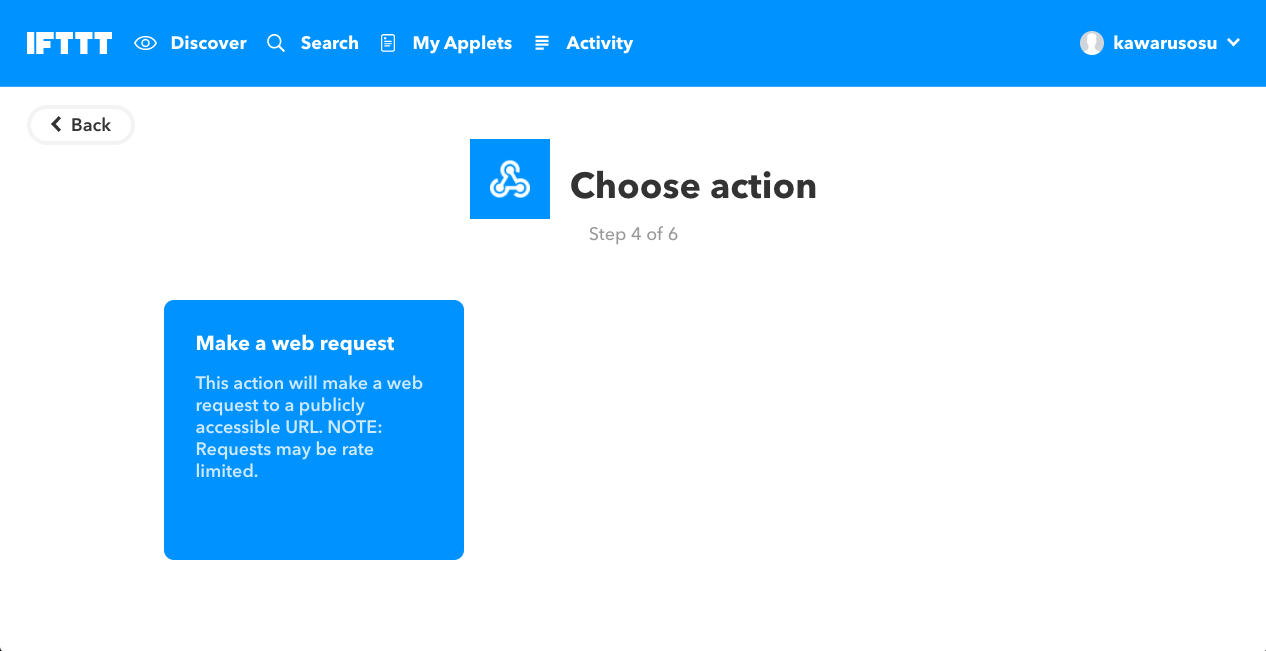 IFTTT Discover Search My Applets Activity kawarusosu
Back
Choose action
Step 4 of 6
Make a web request
This action will make a web
request to a publicly
accessible URL. NOTE:
Requests may be rate
limited.